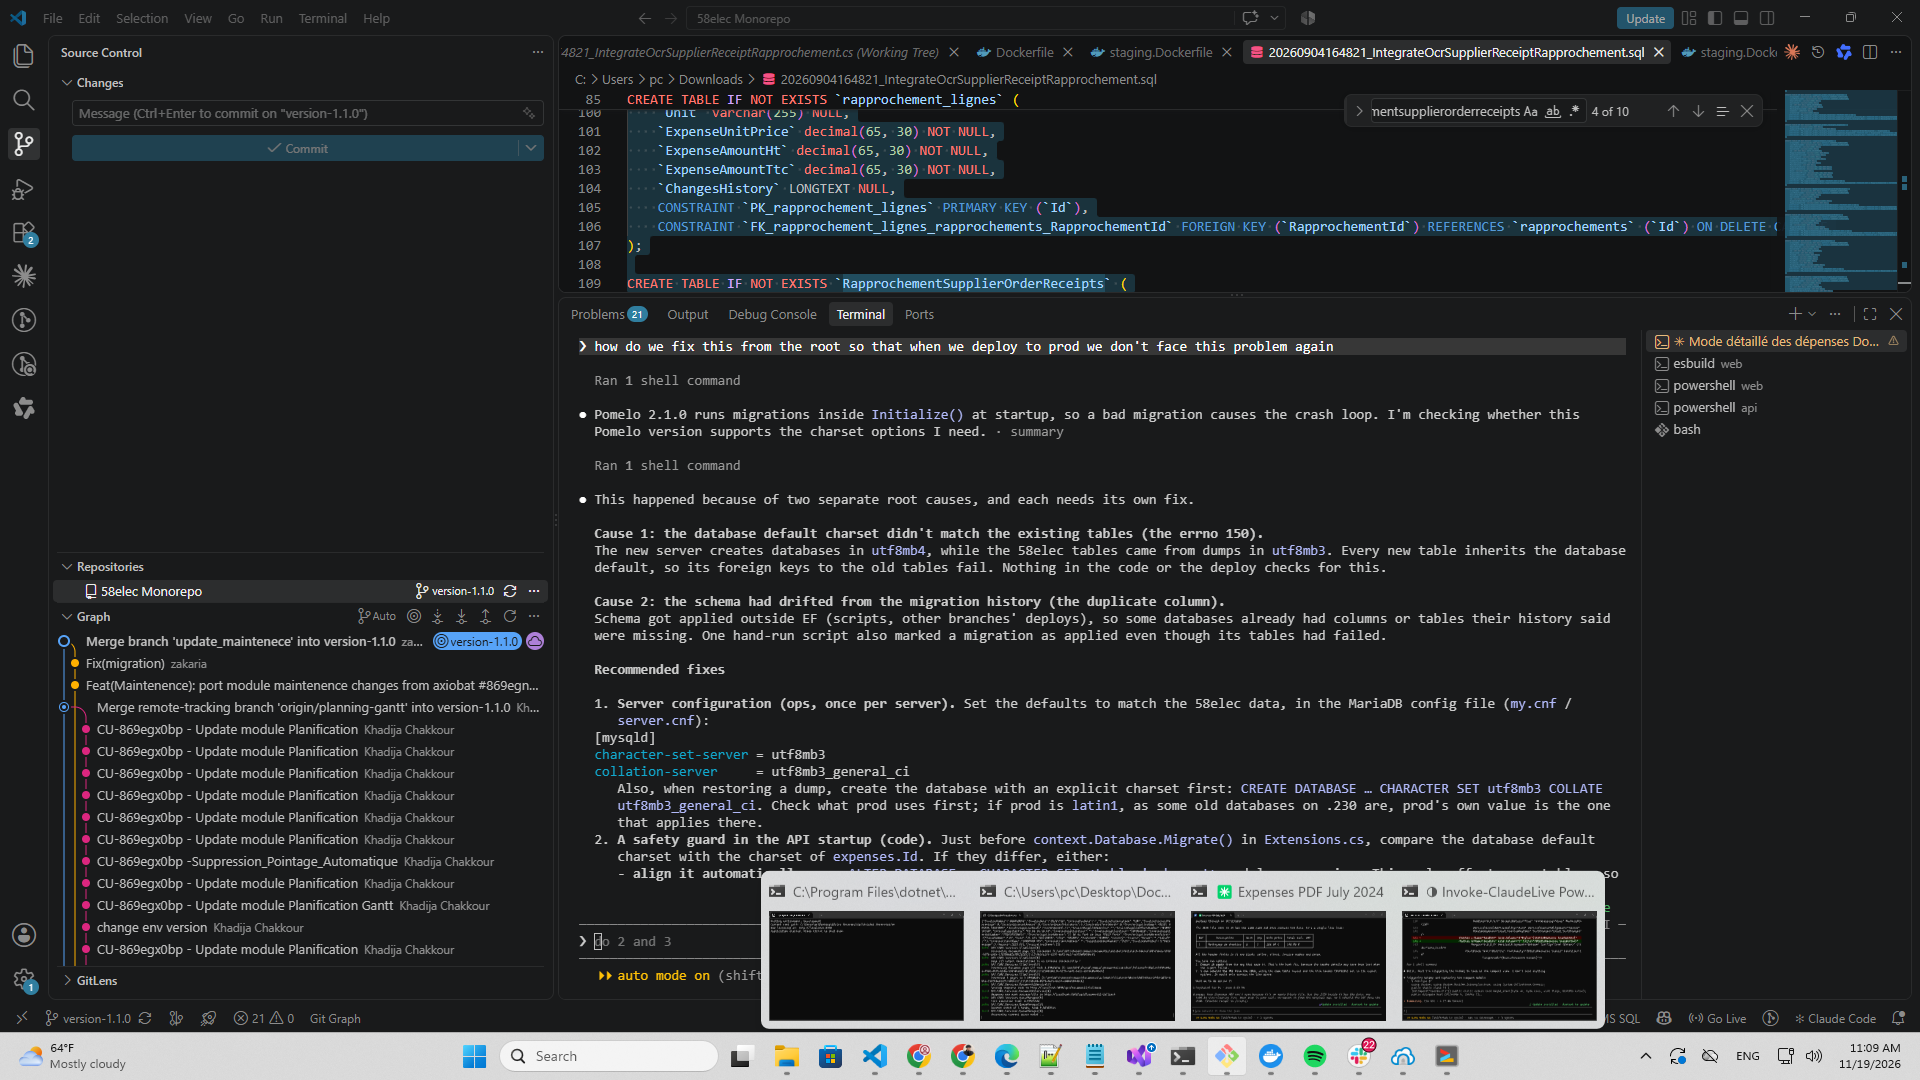 File Edit Selection View Go Run Terminal Help
58elec Monorepo
Update
Source Control
Changes
Message (Ctrl+Enter to commit on "version-1.1.0")
Commit
Repositories
58elec Monorepo version-1.1.0
Graph Auto
Merge branch 'update_maintenece' into version-1.1.0 za... version-1.1.0
Fix(migration) zakaria
Feat(Maintenence): port module maintenence changes from axiobat #869egn...
Merge remote-tracking branch 'origin/planning-gantt' into version-1.1.0 Kh...
CU-869egx0bp - Update module Planification Khadija Chakkour
CU-869egx0bp - Update module Planification Khadija Chakkour
CU-869egx0bp - Update module Planification Khadija Chakkour
CU-869egx0bp - Update module Planification Khadija Chakkour
CU-869egx0bp - Update module Planification Khadija Chakkour
CU-869egx0bp - Update module Planification Khadija Chakkour
CU-869egx0bp -Suppression_Pointage_Automatique Khadija Chakkour
CU-869egx0bp - Update module Planification Khadija Chakkour
CU-869egx0bp - Update module Planification Gantt Khadija Chakkour
change env version Khadija Chakkour
CU-869egx0bp - Update module Planification Khadija Chakkour
GitLens
4821_IntegrateOcrSupplierReceiptRapprochement.cs (Working Tree) Dockerfile staging.Dockerfile 20260904164821_IntegrateOcrSupplierReceiptRapprochement.sql staging.Docke
C: > Users > pc > Downloads > 20260904164821_IntegrateOcrSupplierReceiptRapprochement.sql
mentsupplierorderreceipts Aa ab .* 4 of 10
85 CREATE TABLE IF NOT EXISTS `rapprochement_lignes` (
100 `Unit` varchar(255) NULL,
101 `ExpenseUnitPrice` decimal(65, 30) NOT NULL,
102 `ExpenseAmountHt` decimal(65, 30) NOT NULL,
103 `ExpenseAmountTtc` decimal(65, 30) NOT NULL,
104 `ChangesHistory` LONGTEXT NULL,
105 CONSTRAINT `PK_rapprochement_lignes` PRIMARY KEY (`Id`),
106 CONSTRAINT `FK_rapprochement_lignes_rapprochements_RapprochementId` FOREIGN KEY (`RapprochementId`) REFERENCES `rapprochements` (`Id`) ON DELETE C
107 );
108
109 CREATE TABLE IF NOT EXISTS `RapprochementSupplierOrderReceipts` (
Problems 21 Output Debug Console Terminal Ports
❯ how do we fix this from the root so that when we deploy to prod we don't face this problem again
Ran 1 shell command
● Pomelo 2.1.0 runs migrations inside Initialize() at startup, so a bad migration causes the crash loop. I'm checking whether this
Pomelo version supports the charset options I need. · summary
Ran 1 shell command
● This happened because of two separate root causes, and each needs its own fix.
Cause 1: the database default charset didn't match the existing tables (the errno 150).
The new server creates databases in utf8mb4, while the 58elec tables came from dumps in utf8mb3. Every new table inherits the database
default, so its foreign keys to the old tables fail. Nothing in the code or the deploy checks for this.
Cause 2: the schema had drifted from the migration history (the duplicate column).
Schema got applied outside EF (scripts, other branches' deploys), so some databases already had columns or tables their history said
were missing. One hand-run script also marked a migration as applied even though its tables had failed.
Recommended fixes
1. Server configuration (ops, once per server). Set the defaults to match the 58elec data, in the MariaDB config file (my.cnf /
server.cnf):
[mysqld]
character-set-server = utf8mb3
collation-server = utf8mb3_general_ci
Also, when restoring a dump, create the database with an explicit charset first: CREATE DATABASE … CHARACTER SET utf8mb3 COLLATE
utf8mb3_general_ci. Check what prod uses first; if prod is latin1, as some old databases on .230 are, prod's own value is the one
that applies there.
2. A safety guard in the API startup (code). Just before context.Database.Migrate() in Extensions.cs, compare the database default
charset with the charset of expenses.Id. If they differ, either:
- align it automati
❯ do 2 and 3
auto mode on (shift
✳ Mode détaillé des dépenses Do...
esbuild web
powershell web
powershell api
bash
C:\Program Files\dotnet\... C:\Users\pc\Desktop\Doc... Expenses PDF July 2024 Invoke-ClaudeLive Pow...
version-1.1.0 21 0 Git Graph
MS SQL Go Live Claude Code
64°F
Mostly cloudy
Search
22
ENG
11:09 AM
11/19/2026